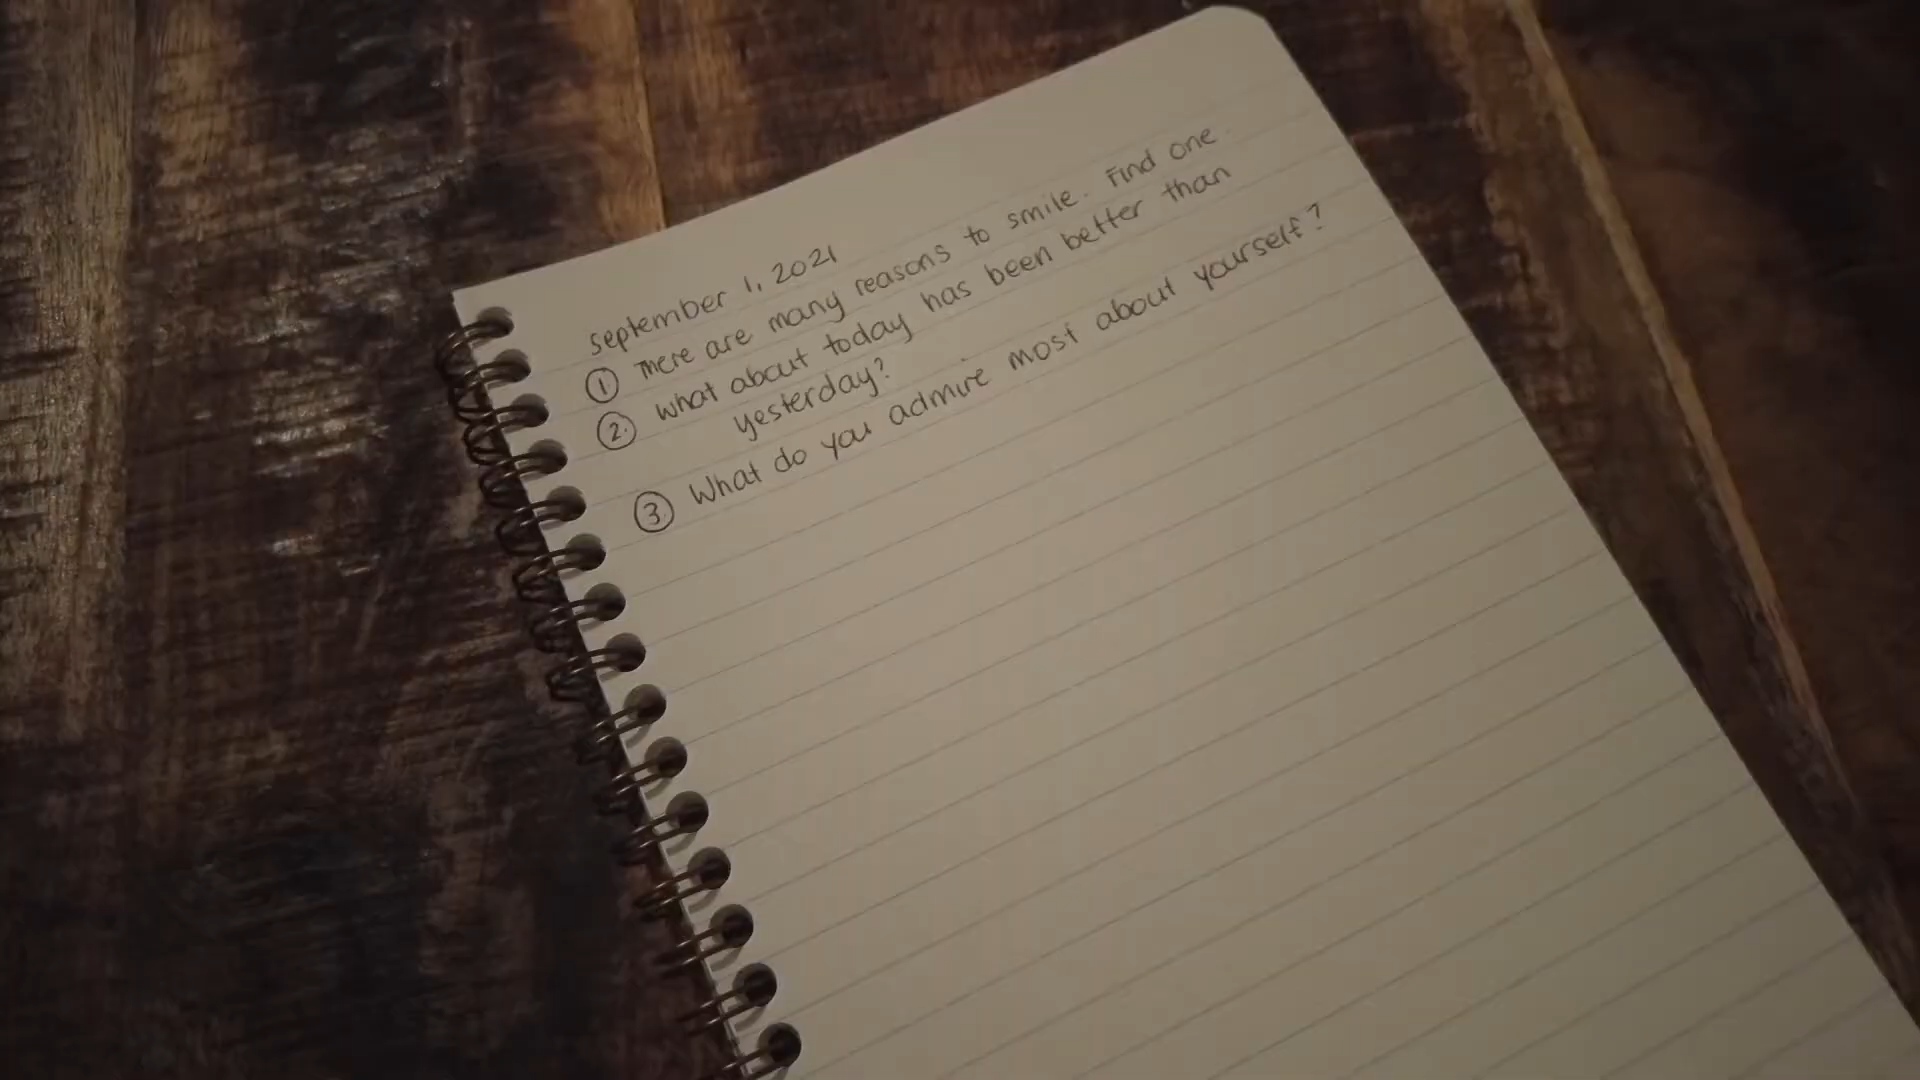 September 1, 2021
① There are many reasons to smile. Find one.
② What about today has been better than
yesterday?
③ What do you admire most about yourself?